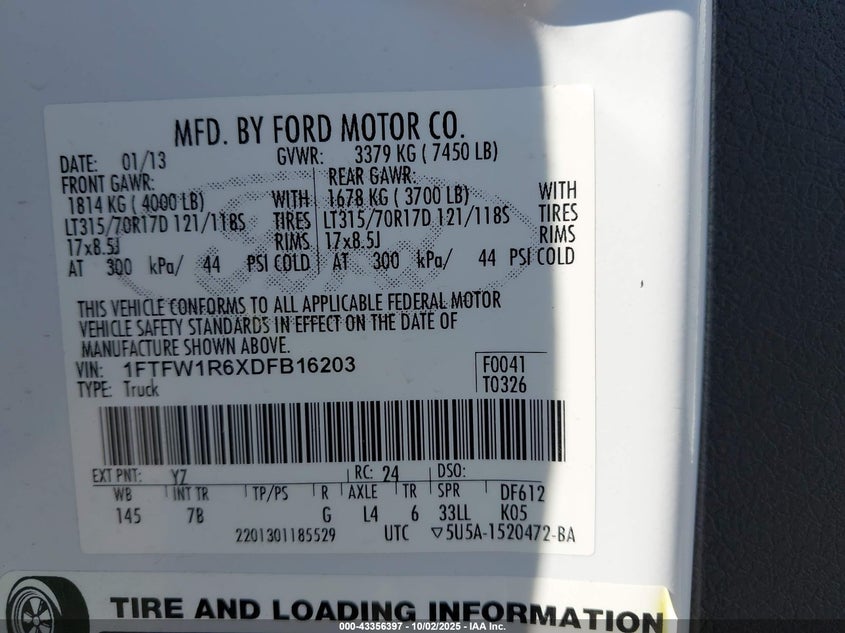 MFD. BY FORD MOTOR CO.
DATE: 01/13 GVWR: 3379 KG ( 7450 LB)
FRONT GAWR: REAR GAWR:
1814 KG ( 4000 LB) WITH 1678 KG ( 3700 LB) WITH
LT315/70R17D 121/118S TIRES LT315/70R17D 121/118S TIRES
17x8.5J RIMS 17x8.5J RIMS
AT 300 kPa/ 44 PSI COLD AT 300 kPa/ 44 PSI COLD
THIS VEHICLE CONFORMS TO ALL APPLICABLE FEDERAL MOTOR
VEHICLE SAFETY STANDARDS IN EFFECT ON THE DATE OF
MANUFACTURE SHOWN ABOVE.
VIN: 1FTFW1R6XDFB16203 F0041
TYPE: Truck T0326
EXT PNT: YZ RC: 24 DSO:
WB INT TR TP/PS R AXLE TR SPR DF612
145 7B G L4 6 33LL K05
2201301185529 UTC ▽5U5A-1520472-BA
TIRE AND LOADING INFORMATION
000-43356397 - 10/02/2025 - IAA Inc.